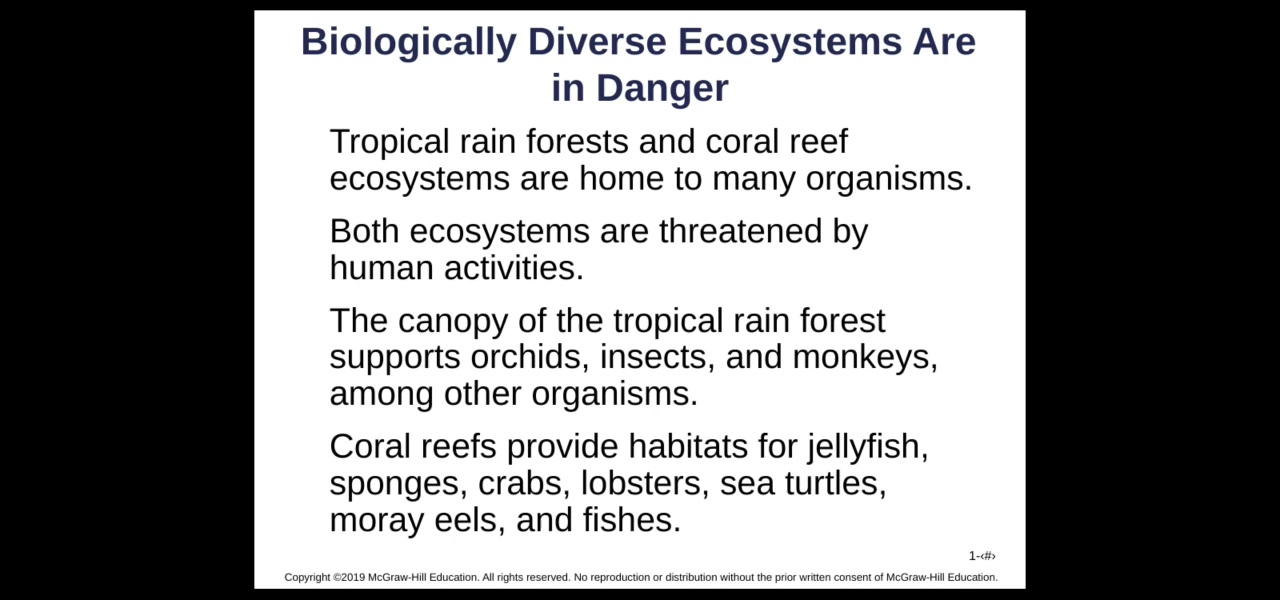 Biologically Diverse Ecosystems Are
in Danger
Tropical rain forests and coral reef
ecosystems are home to many organisms.
Both ecosystems are threatened by
human activities.
The canopy of the tropical rain forest
supports orchids, insects, and monkeys,
among other organisms.
Coral reefs provide habitats for jellyfish,
sponges, crabs, lobsters, sea turtles,
moray eels, and fishes.
1-‹#›
Copyright ©2019 McGraw-Hill Education. All rights reserved. No reproduction or distribution without the prior written consent of McGraw-Hill Education.